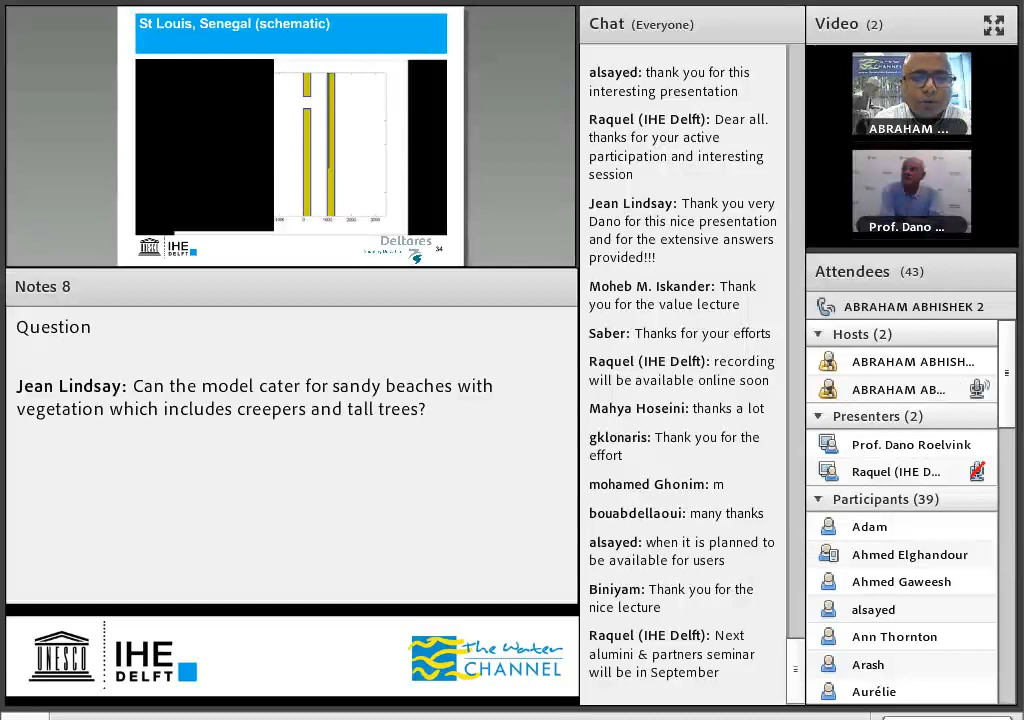 St Louis, Senegal (schematic)
0
1000
2000
3000
UNESCO
IHE
DELFT
Deltares
34
Notes 8
Question
Jean Lindsay: Can the model cater for sandy beaches with
vegetation which includes creepers and tall trees?
UNESCO
IHE
DELFT
The Water
CHANNEL
Chat (Everyone)
alsayed: thank you for this
interesting presentation
Raquel (IHE Delft): Dear all.
thanks for your active
participation and interesting
session
Jean Lindsay: Thank you very
Dano for this nice presentation
and for the extensive answers
provided!!!
Moheb M. Iskander: Thank
you for the value lecture
Saber: Thanks for your efforts
Raquel (IHE Delft): recording
will be available online soon
Mahya Hoseini: thanks a lot
gklonaris: Thank you for the
effort
mohamed Ghonim: m
bouabdellaoui: many thanks
alsayed: when it is planned to
be available for users
Biniyam: Thank you for the
nice lecture
Raquel (IHE Delft): Next
alumini & partners seminar
will be in September
Video (2)
CHANNEL
ABRAHAM ...
Prof. Dano ...
Attendees (43)
ABRAHAM ABHISHEK 2
Hosts (2)
ABRAHAM ABHISH...
ABRAHAM AB...
Presenters (2)
Prof. Dano Roelvink
Raquel (IHE D...
Participants (39)
Adam
Ahmed Elghandour
Ahmed Gaweesh
alsayed
Ann Thornton
Arash
Aurélie